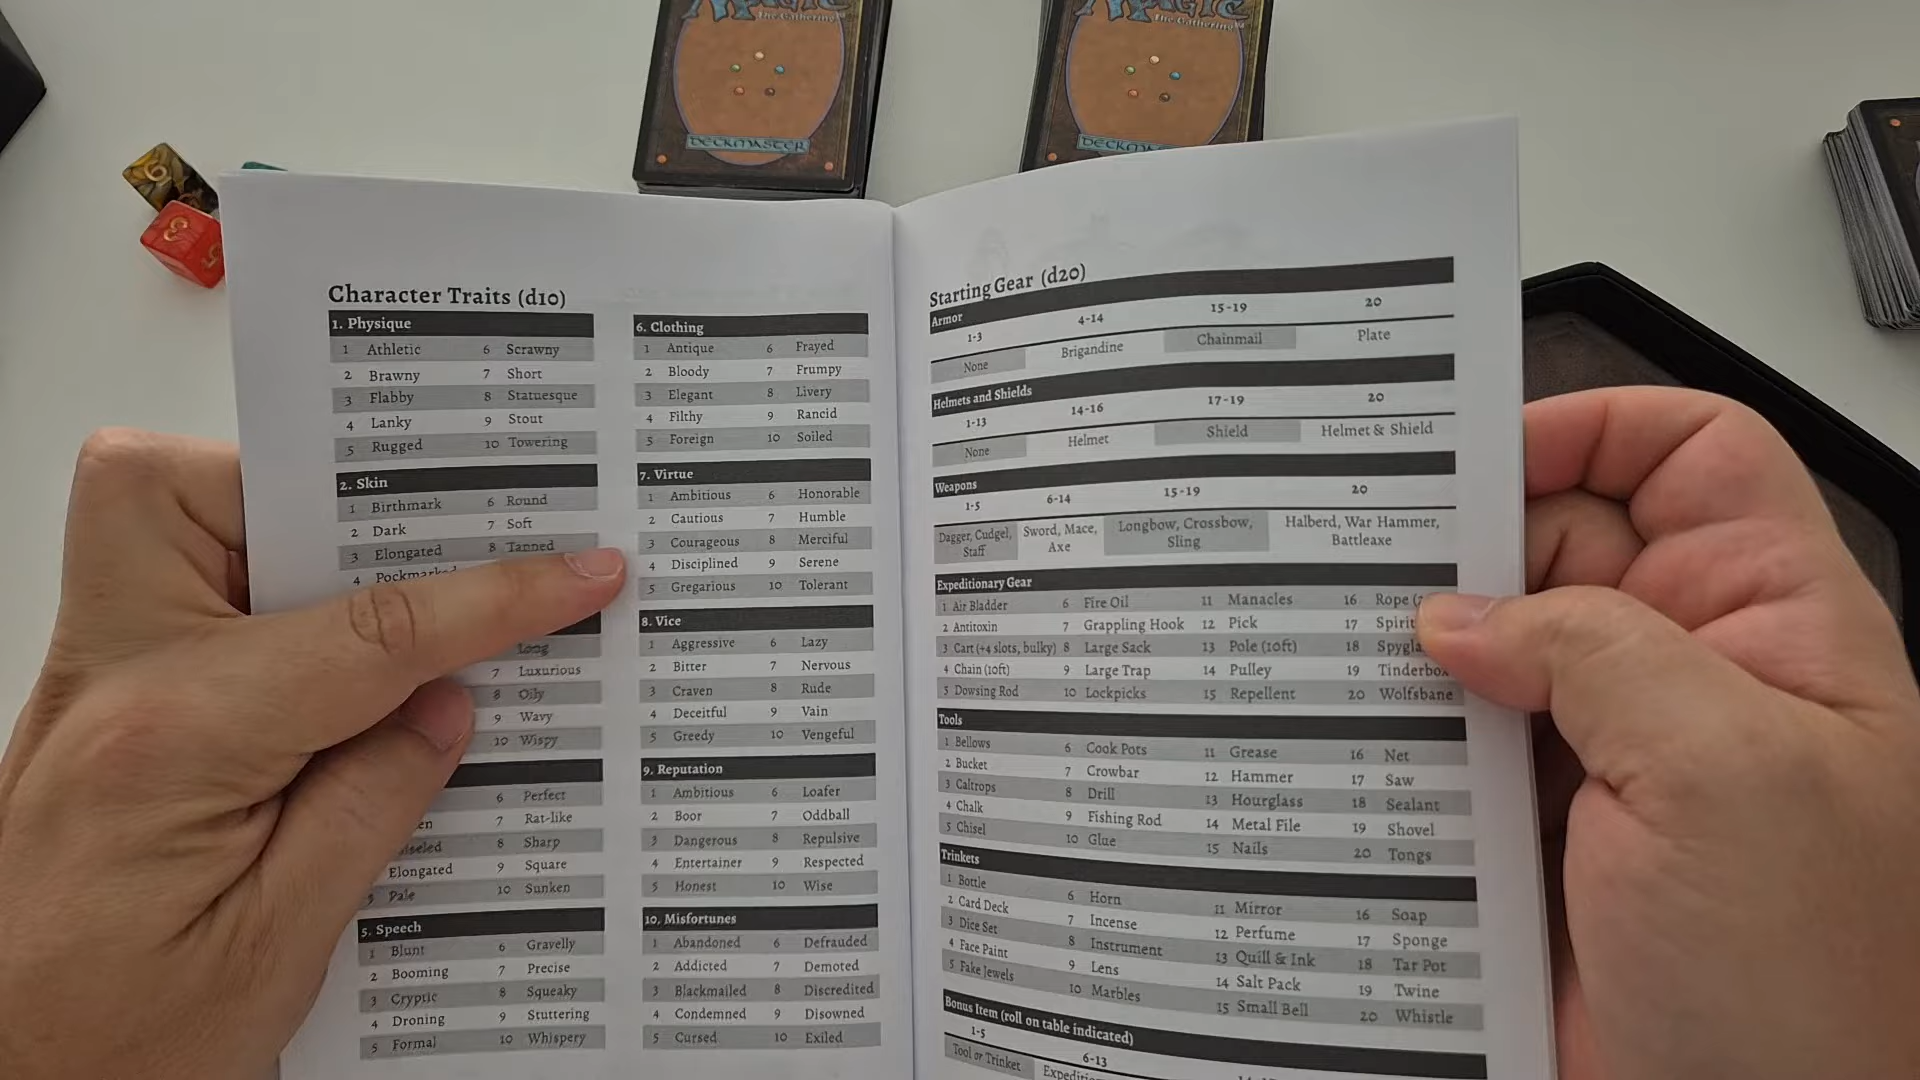 MAGIC
The Gathering
DECKMASTER
MAGIC
The Gathering
DECKMASTER
6
3
5
Character Traits (d10)
1. Physique
1 Athletic 6 Scrawny
2 Brawny 7 Short
3 Flabby 8 Statuesque
4 Lanky 9 Stout
5 Rugged 10 Towering
2. Skin
1 Birthmark 6 Round
2 Dark 7 Soft
3 Elongated 8 Tanned
4 Pockmarked
Long
7 Luxurious
8 Oily
9 Wavy
10 Wispy
6 Perfect
7 Rat-like
8 Sharp
Elongated 9 Square
5 Pale 10 Sunken
5. Speech
1 Blunt 6 Gravelly
2 Booming 7 Precise
3 Cryptic 8 Squeaky
4 Droning 9 Stuttering
5 Formal 10 Whispery
6. Clothing
1 Antique 6 Frayed
2 Bloody 7 Frumpy
3 Elegant 8 Livery
4 Filthy 9 Rancid
5 Foreign 10 Soiled
7. Virtue
1 Ambitious 6 Honorable
2 Cautious 7 Humble
3 Courageous 8 Merciful
4 Disciplined 9 Serene
5 Gregarious 10 Tolerant
8. Vice
1 Aggressive 6 Lazy
2 Bitter 7 Nervous
3 Craven 8 Rude
4 Deceitful 9 Vain
5 Greedy 10 Vengeful
9. Reputation
1 Ambitious 6 Loafer
2 Boor 7 Oddball
3 Dangerous 8 Repulsive
4 Entertainer 9 Respected
5 Honest 10 Wise
10. Misfortunes
1 Abandoned 6 Defrauded
2 Addicted 7 Demoted
3 Blackmailed 8 Discredited
4 Condemned 9 Disowned
5 Cursed 10 Exiled
Starting Gear (d20)
Armor
1-3 4-14 15-19 20
None Brigandine Chainmail Plate
Helmets and Shields
1-13 14-16 17-19 20
None Helmet Shield Helmet & Shield
Weapons
1-5 6-14 15-19 20
Dagger, Cudgel, Sword, Mace, Longbow, Crossbow, Halberd, War Hammer,
Staff Axe Sling Battleaxe
Expeditionary Gear
1 Air Bladder 6 Fire Oil 11 Manacles 16 Rope
2 Antitoxin 7 Grappling Hook 12 Pick 17 Spirit
3 Cart (+4 slots, bulky) 8 Large Sack 13 Pole (10ft) 18 Spygla
4 Chain (10ft) 9 Large Trap 14 Pulley 19 Tinderbox
5 Dowsing Rod 10 Lockpicks 15 Repellent 20 Wolfsbane
Tools
1 Bellows 6 Cook Pots 11 Grease 16 Net
2 Bucket 7 Crowbar 12 Hammer 17 Saw
3 Caltrops 8 Drill 13 Hourglass 18 Sealant
4 Chalk 9 Fishing Rod 14 Metal File 19 Shovel
5 Chisel 10 Glue 15 Nails 20 Tongs
Trinkets
1 Bottle 6 Horn 11 Mirror 16 Soap
2 Card Deck 7 Incense 12 Perfume 17 Sponge
3 Dice Set 8 Instrument 13 Quill & Ink 18 Tar Pot
4 Face Paint 9 Lens 14 Salt Pack 19 Twine
5 Fake Jewels 10 Marbles 15 Small Bell 20 Whistle
Bonus Item (roll on table indicated)
1-5 6-13
Tool or Trinket